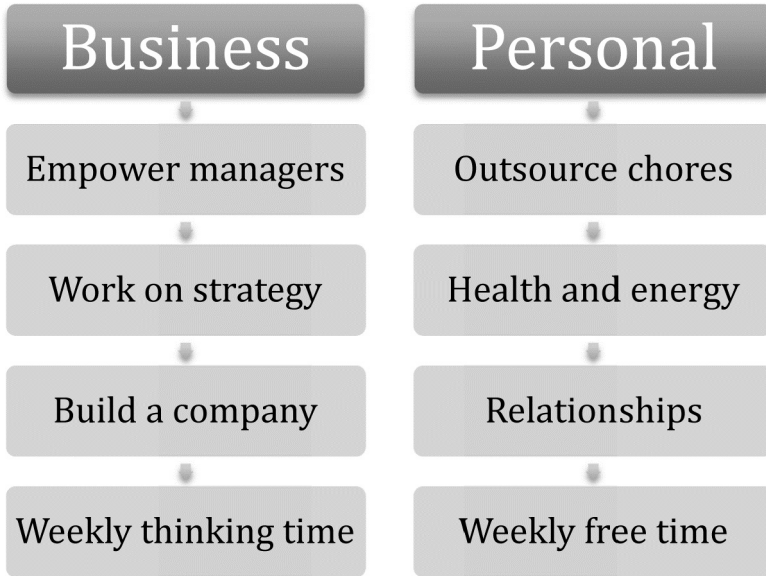 Business
Empower managers
Work on strategy
Build a company
Weekly thinking time
Personal
Outsource chores
Health and energy
Relationships
Weekly free time